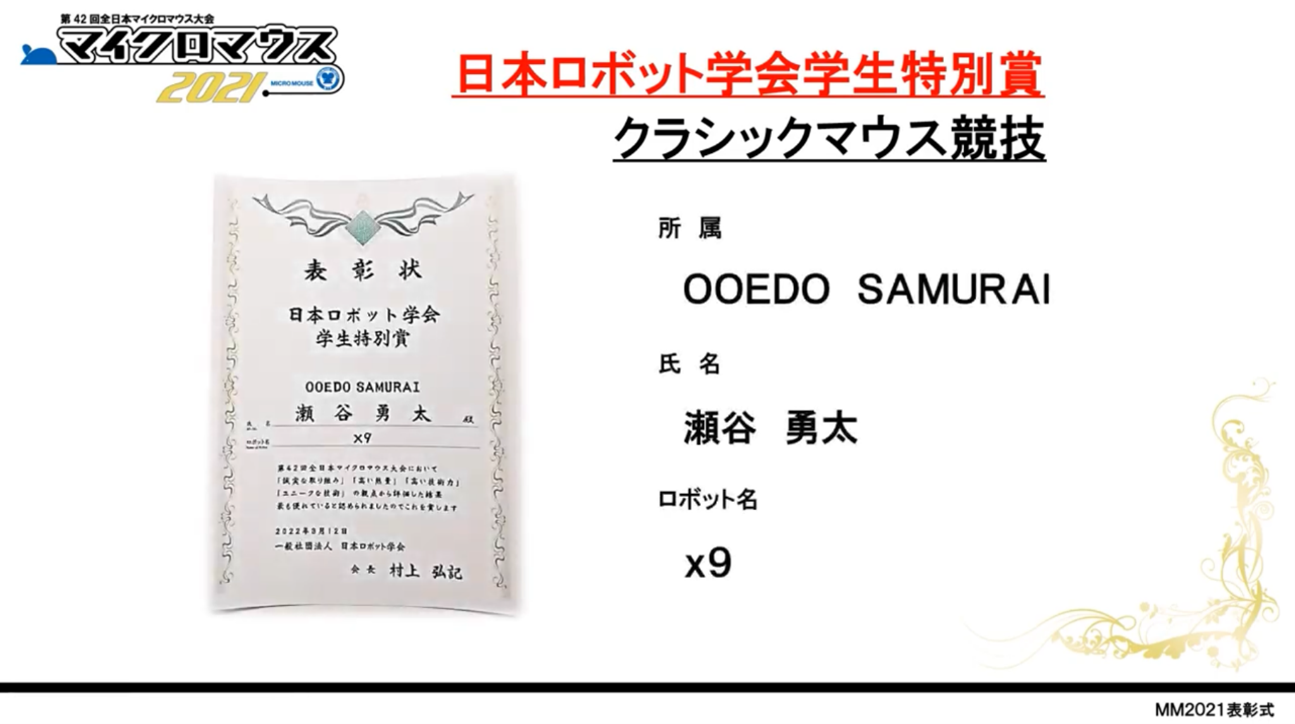 第42回全日本マイクロマウス大会
マイクロマウス
2021
MICROMOUSE
日本ロボット学会学生特別賞
クラシックマウス競技
表彰状
日本ロボット学会
学生特別賞
OOEDO SAMURAI
氏名 瀬谷勇太 殿
ロボット名 x9
第42回全日本マイクロマウス大会において
「誠実な取り組み」「高い熱量」「高い技術力」
「ユニークな技術」の観点から評価した結果
最も優れていると認められましたのでこれを賞します
2022年3月12日
一般社団法人 日本ロボット学会
会長 村上 弘記
所属
OOEDO SAMURAI
氏名
瀬谷 勇太
ロボット名
x9
MM2021表彰式